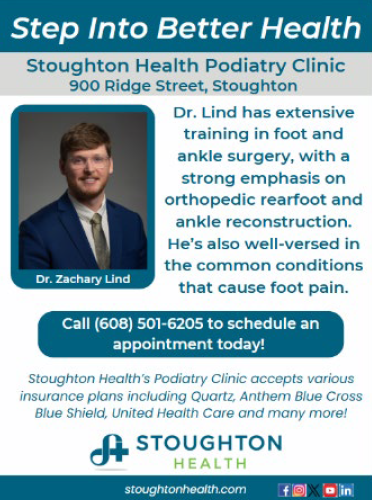 Step Into Better Health
Stoughton Health Podiatry Clinic
900 Ridge Street, Stoughton
Dr. Lind has extensive
training in foot and
ankle surgery, with a
strong emphasis on
orthopedic rearfoot and
ankle reconstruction.
He's also well-versed in
the common conditions
that cause foot pain.
Dr. Zachary Lind
Call (608) 501-6205 to schedule an
appointment today!
Stoughton Health's Podiatry Clinic accepts various
insurance plans including Quartz, Anthem Blue Cross
Blue Shield, United Health Care and many more!
STOUGHTON
HEALTH
stoughtonhealth.com